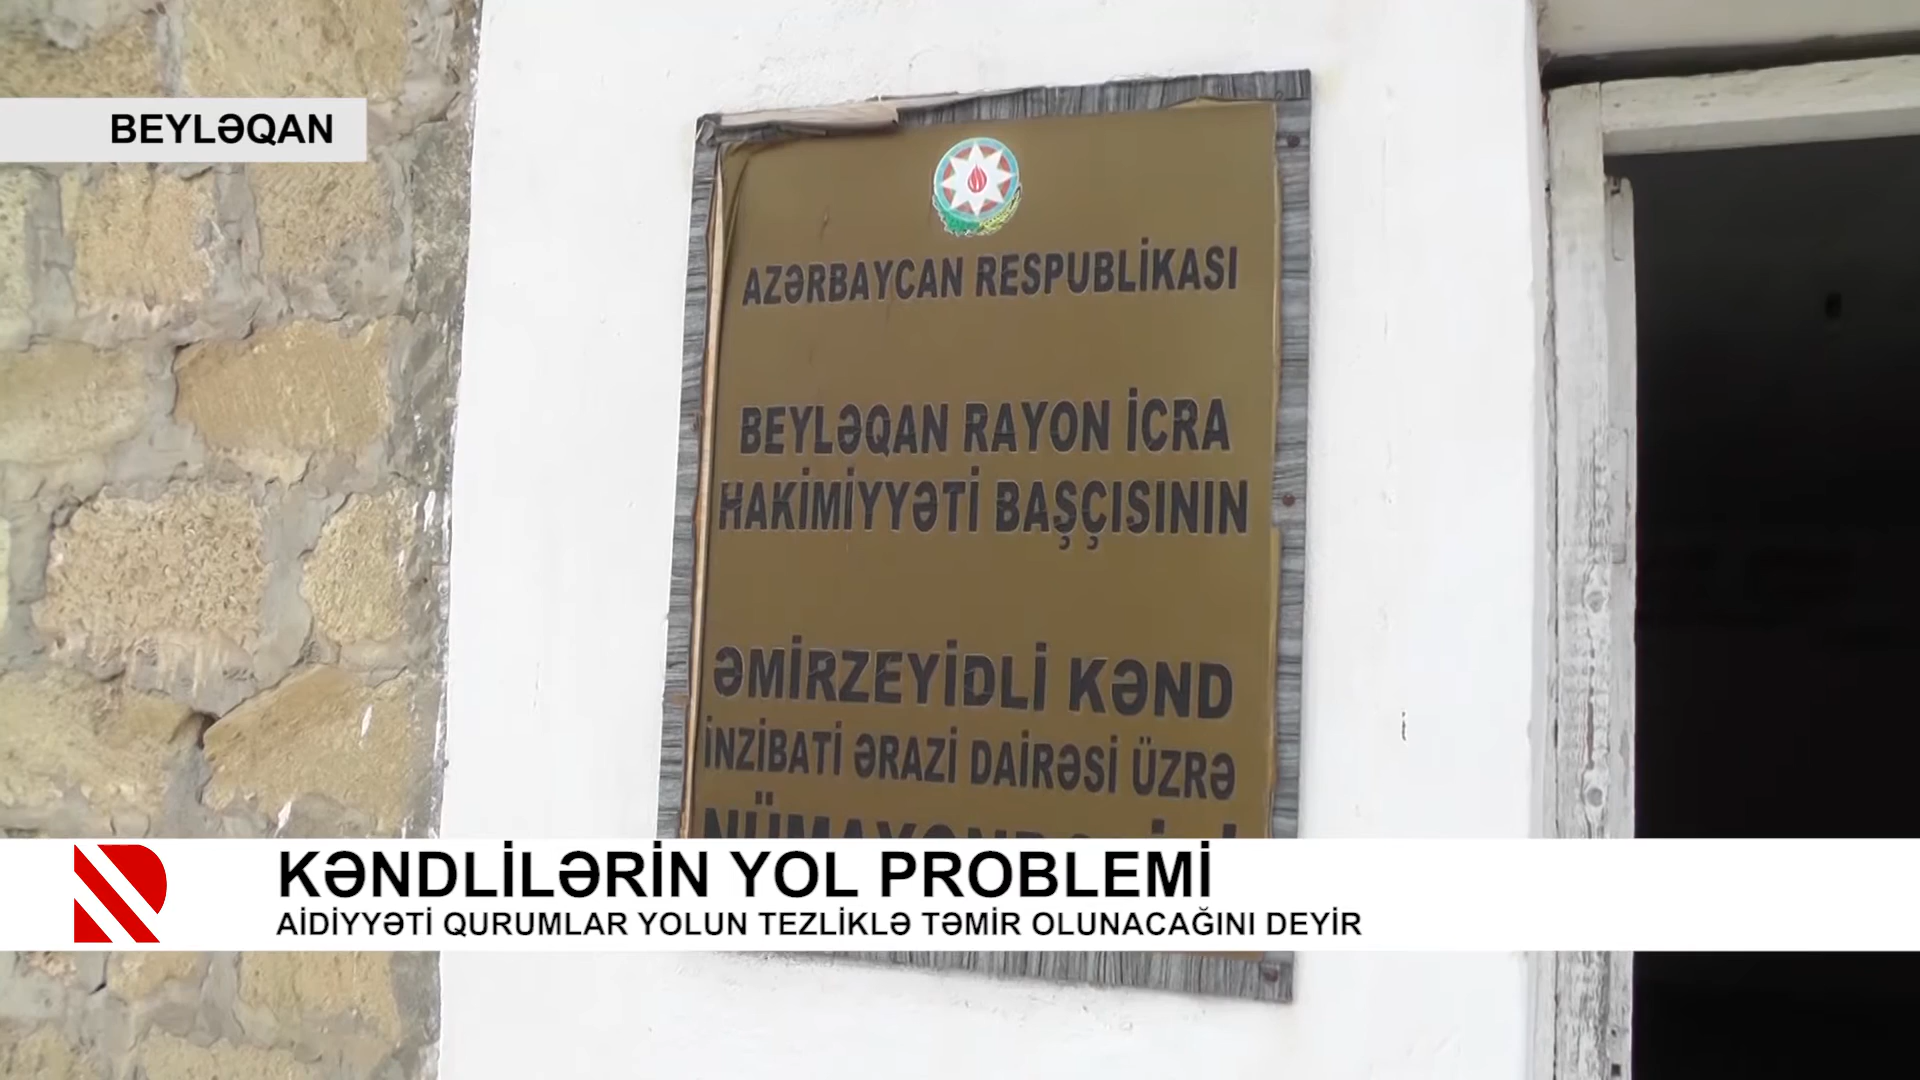 BEYLƏQAN
AZƏRBAYCAN RESPUBLİKASI
BEYLƏQAN RAYON İCRA
HAKİMİYYƏTİ BAŞÇISININ
ƏMİRZEYİDLİ KƏND
İNZİBATİ ƏRAZİ DAİRƏSİ ÜZRƏ
KƏNDLİLƏRİN YOL PROBLEMİ
AİDİYYƏTİ QURUMLAR YOLUN TEZLİKLƏ TƏMİR OLUNACAĞINI DEYİR